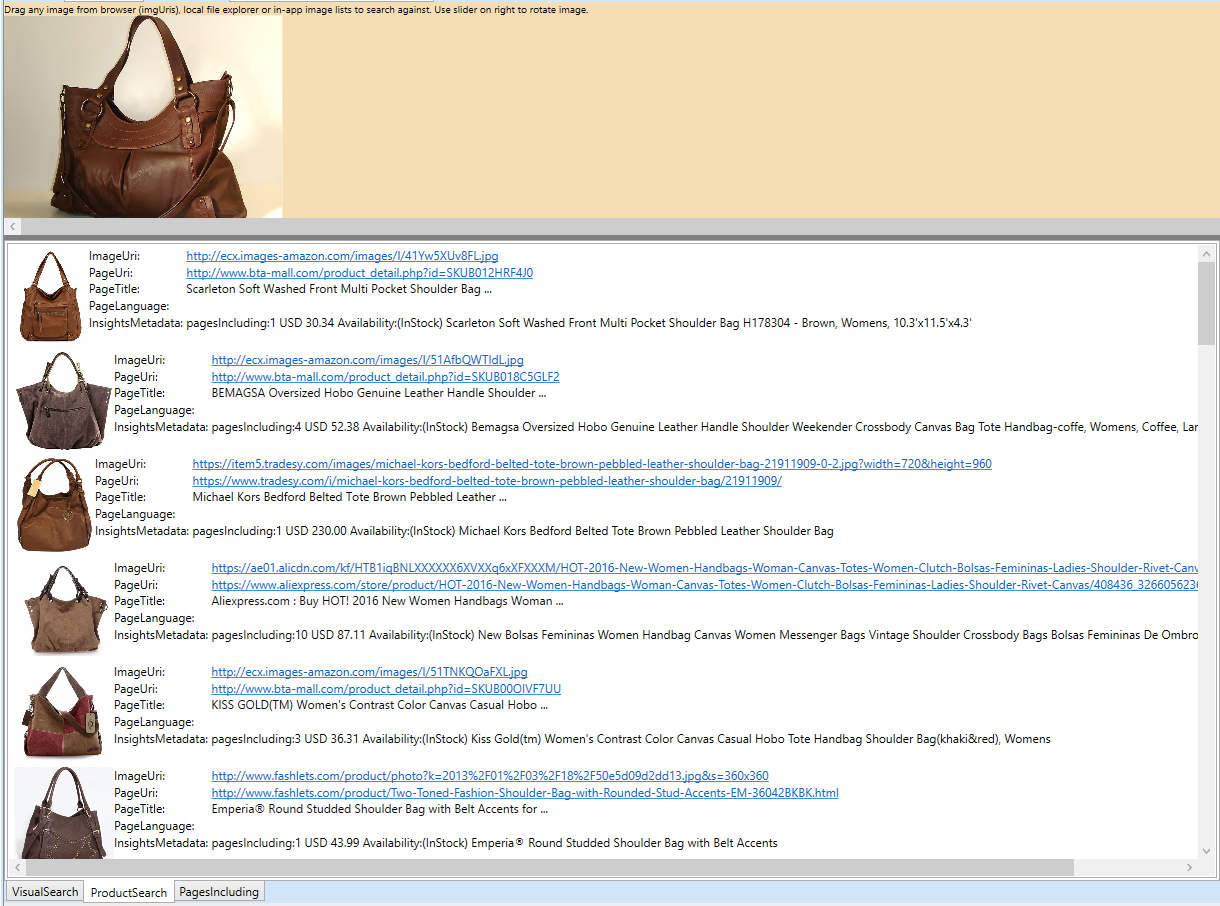 Drag any image from browser (imgUris), local file explorer or in-app image lists to search against. Use slider on right to rotate image.
ImageUri: http://ecx.images-amazon.com/images/I/41Yw5XUv8FL.jpg
PageUri: http://www.bta-mall.com/product_detail.php?id=SKUB012HRF4J0
PageTitle: Scarleton Soft Washed Front Multi Pocket Shoulder Bag ...
PageLanguage:
InsightsMetadata: pagesIncluding:1 USD 30.34 Availability:(InStock) Scarleton Soft Washed Front Multi Pocket Shoulder Bag H178304 - Brown, Womens, 10.3'x11.5'x4.3'
ImageUri: http://ecx.images-amazon.com/images/I/51AfbQWTIdL.jpg
PageUri: http://www.bta-mall.com/product_detail.php?id=SKUB018C5GLF2
PageTitle: BEMAGSA Oversized Hobo Genuine Leather Handle Shoulder ...
PageLanguage:
InsightsMetadata: pagesIncluding:4 USD 52.38 Availability:(InStock) Bemagsa Oversized Hobo Genuine Leather Handle Shoulder Weekender Crossbody Canvas Bag Tote Handbag-coffe, Womens, Coffee, Lar
ImageUri: https://item5.tradesy.com/images/michael-kors-bedford-belted-tote-brown-pebbled-leather-shoulder-bag-21911909-0-2.jpg?width=720&height=960
PageUri: https://www.tradesy.com/i/michael-kors-bedford-belted-tote-brown-pebbled-leather-shoulder-bag/21911909/
PageTitle: Michael Kors Bedford Belted Tote Brown Pebbled Leather ...
PageLanguage:
InsightsMetadata: pagesIncluding:1 USD 230.00 Availability:(InStock) Michael Kors Bedford Belted Tote Brown Pebbled Leather Shoulder Bag
ImageUri: https://ae01.alicdn.com/kf/HTB1iqBNLXXXXXX6XVXXq6xXFXXXM/HOT-2016-New-Women-Handbags-Woman-Canvas-Totes-Women-Clutch-Bolsas-Femininas-Ladies-Shoulder-Rivet-Canv
PageUri: https://www.aliexpress.com/store/product/HOT-2016-New-Women-Handbags-Woman-Canvas-Totes-Women-Clutch-Bolsas-Femininas-Ladies-Shoulder-Rivet-Canvas/408436_3266056236
PageTitle: Aliexpress.com : Buy HOT! 2016 New Women Handbags Woman ...
PageLanguage:
InsightsMetadata: pagesIncluding:10 USD 87.11 Availability:(InStock) New Bolsas Femininas Women Handbag Canvas Women Messenger Bags Vintage Shoulder Crossbody Bags Bolsas Femininas De Ombro
ImageUri: http://ecx.images-amazon.com/images/I/51TNKQOaFXL.jpg
PageUri: http://www.bta-mall.com/product_detail.php?id=SKUB00OIVF7UU
PageTitle: KISS GOLD(TM) Women's Contrast Color Canvas Casual Hobo ...
PageLanguage:
InsightsMetadata: pagesIncluding:3 USD 36.31 Availability:(InStock) Kiss Gold(tm) Women's Contrast Color Canvas Casual Hobo Tote Handbag Shoulder Bag(khaki&red), Womens
ImageUri: http://www.fashlets.com/product/photo?k=2013%2F01%2F03%2F18%2F50e5d09d2dd13.jpg&s=360x360
PageUri: http://www.fashlets.com/product/Two-Toned-Fashion-Shoulder-Bag-with-Rounded-Stud-Accents-EM-36042BKBK.html
PageTitle: Emperia® Round Studded Shoulder Bag with Belt Accents for ...
PageLanguage:
InsightsMetadata: pagesIncluding:1 USD 43.99 Availability:(InStock) Emperia® Round Studded Shoulder Bag with Belt Accents
VisualSearch ProductSearch PagesIncluding